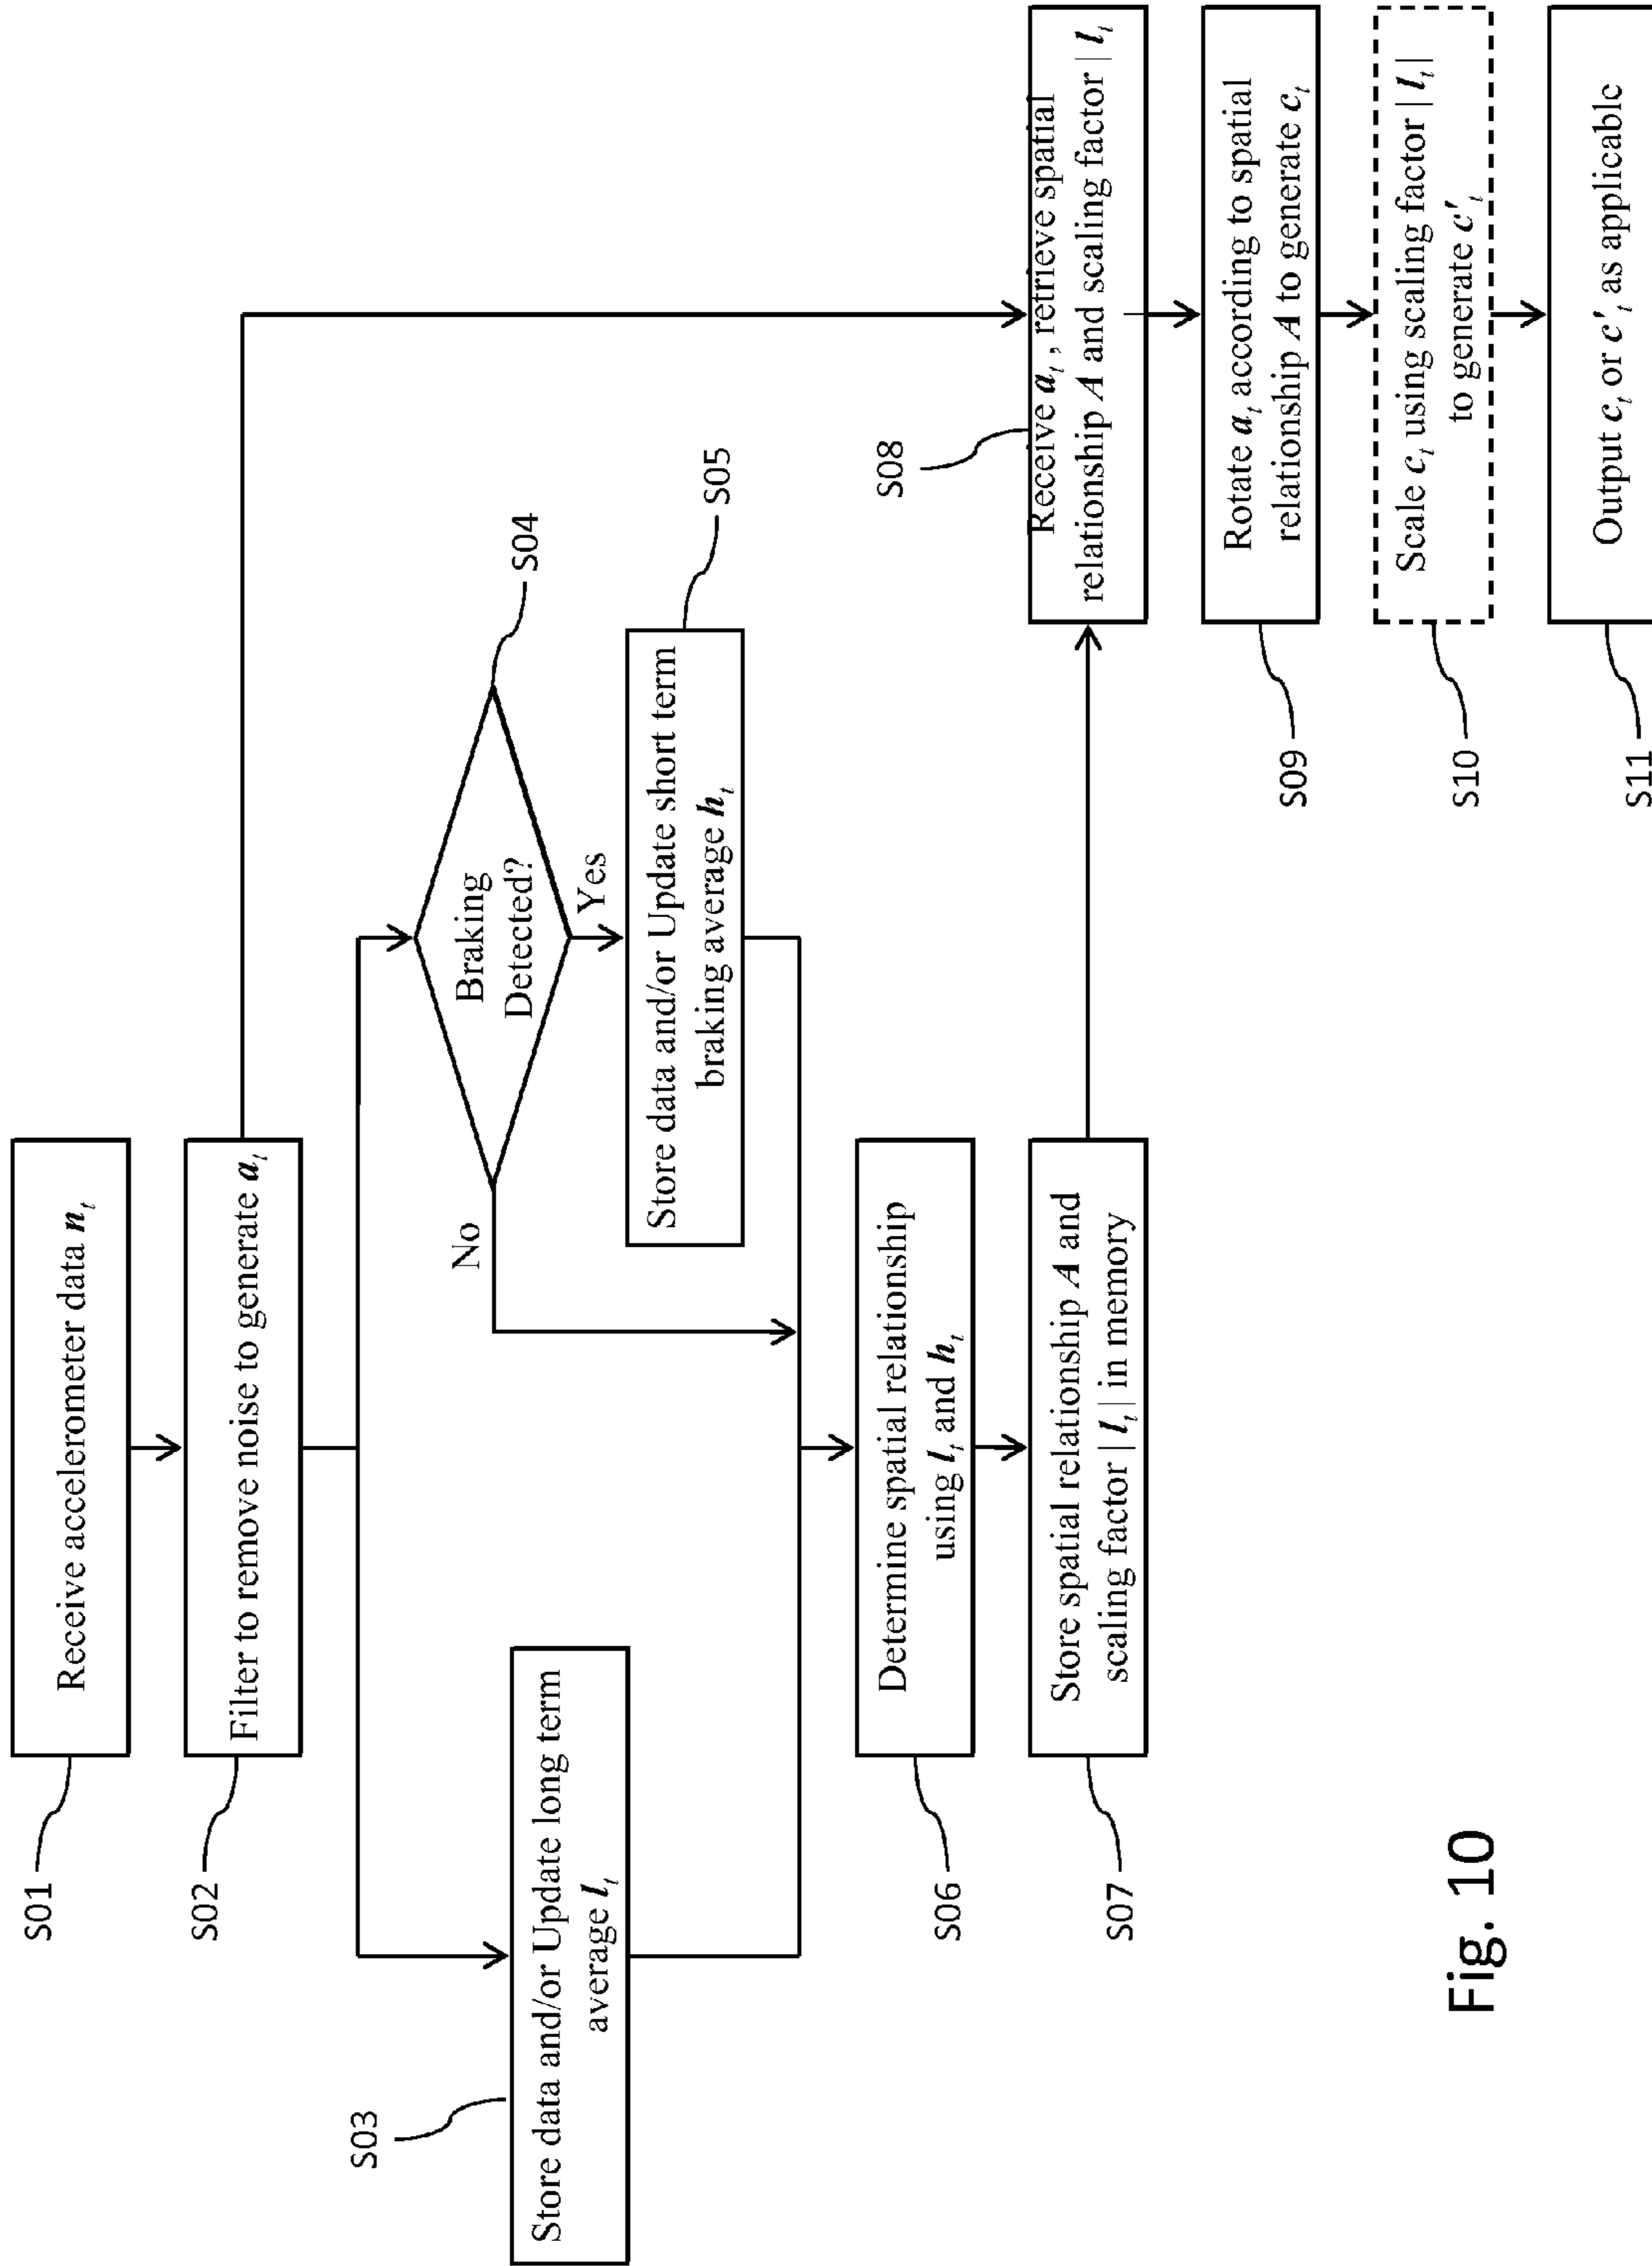 S01
Receive accelerometer data n_t
S02
Filter to remove noise to generate a_t
S03
Store data and/or Update long term
average l_t
S04
Braking
Detected?
No
Yes
S05
Store data and/or Update short term
braking average h_t
S06
Determine spatial relationship
using l_t and h_t
S07
Store spatial relationship A and
scaling factor |l_t| in memory
S08
Receive a_t, retrieve spatial
relationship A and scaling factor |l_t
S09
Rotate a_t according to spatial
relationship A to generate c_t
S10
Scale c_t using scaling factor |l_t|
to generate c'_t
S11
Output c_t or c'_t as applicable
Fig. 10